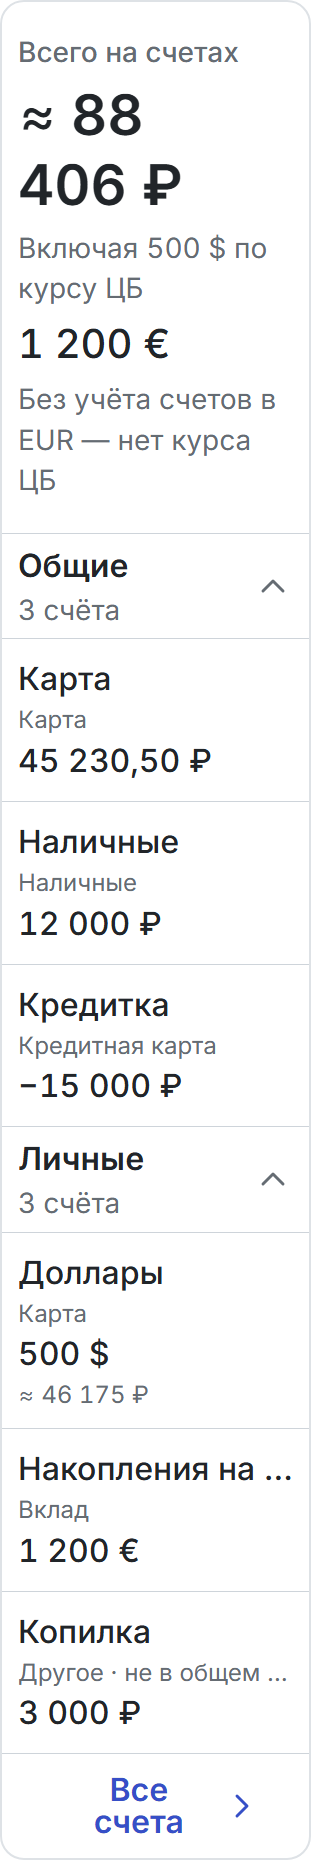 Всего на счетах
≈ 88
406 ₽
Включая 500 $ по
курсу ЦБ
1 200 €
Без учёта счетов в
EUR — нет курса
ЦБ
Общие
3 счёта
Карта
Карта
45 230,50 ₽
Наличные
Наличные
12 000 ₽
Кредитка
Кредитная карта
−15 000 ₽
Личные
3 счёта
Доллары
Карта
500 $
≈ 46 175 ₽
Накопления на ...
Вклад
1 200 €
Копилка
Другое · не в общем ...
3 000 ₽
Все
счета